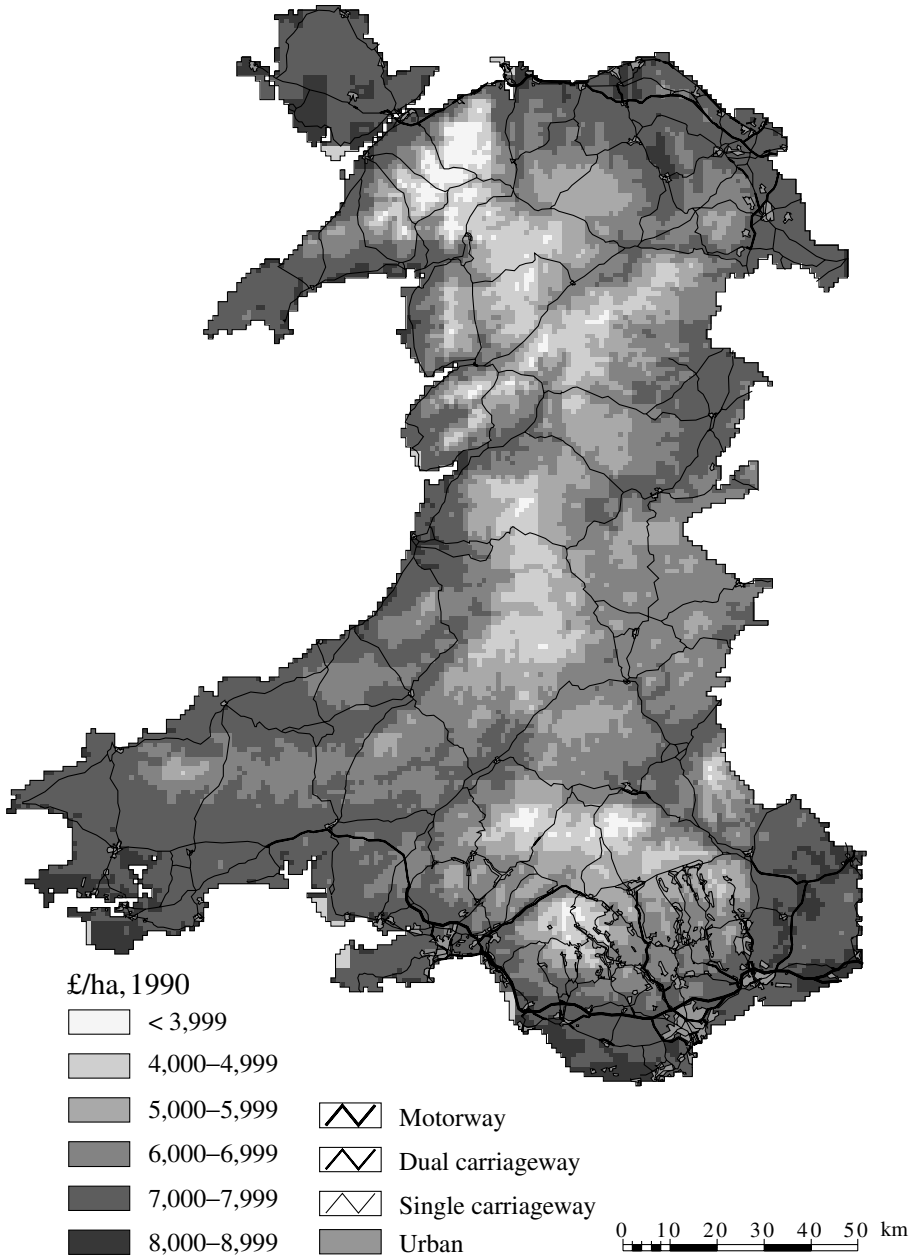 £/ha, 1990
< 3,999
4,000–4,999
5,000–5,999
6,000–6,999
7,000–7,999
8,000–8,999
Motorway
Dual carriageway
Single carriageway
Urban
0 10 20 30 40 50 km